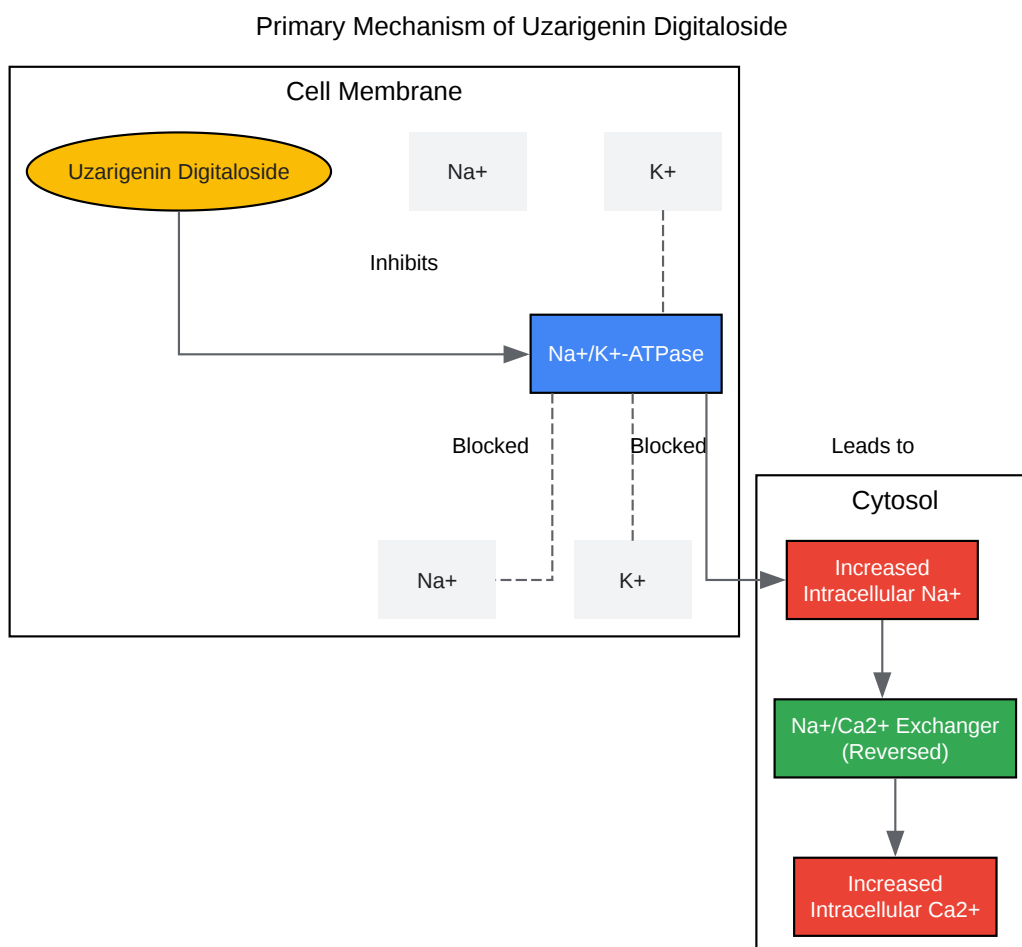 Primary Mechanism of Uzarigenin Digitaloside
Cell Membrane
Uzarigenin Digitaloside
Na+
K+
Inhibits
Na+/K+-ATPase
Blocked
Blocked
Leads to
Cytosol
Na+
K+
Increased
Intracellular Na+
Na+/Ca2+ Exchanger
(Reversed)
Increased
Intracellular Ca2+